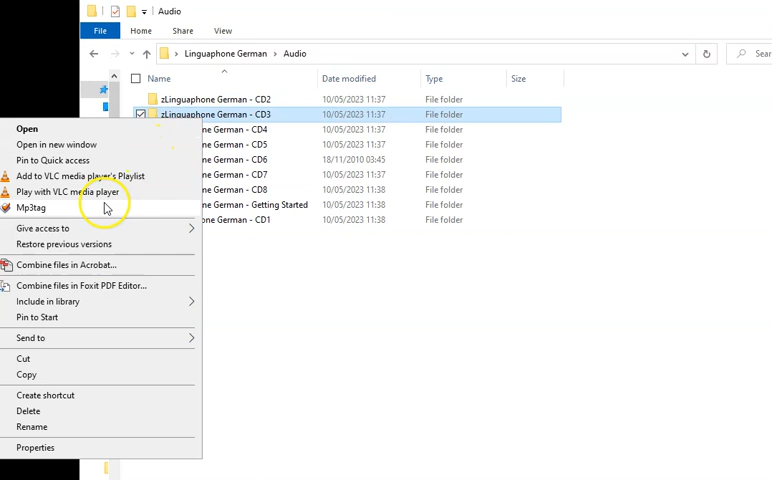 Audio
File Home Share View
Linguaphone German Audio Sear
Name Date modified Type Size
zLinguaphone German - CD2 10/05/2023 11:37 File folder
zLinguaphone German - CD3 10/05/2023 11:37 File folder
hone German - CD4 10/05/2023 11:37 File folder
hone German - CD5 10/05/2023 11:37 File folder
hone German - CD6 18/11/2010 03:45 File folder
hone German - CD7 10/05/2023 11:37 File folder
hone German - CD8 10/05/2023 11:38 File folder
hone German - Getting Started 10/05/2023 11:38 File folder
hone German - CD1 10/05/2023 11:38 File folder
Open
Open in new window
Pin to Quick access
Add to VLC media player's Playlist
Play with VLC media player
Mp3tag
Give access to
Restore previous versions
Combine files in Acrobat...
Combine files in Foxit PDF Editor...
Include in library
Pin to Start
Send to
Cut
Copy
Create shortcut
Delete
Rename
Properties